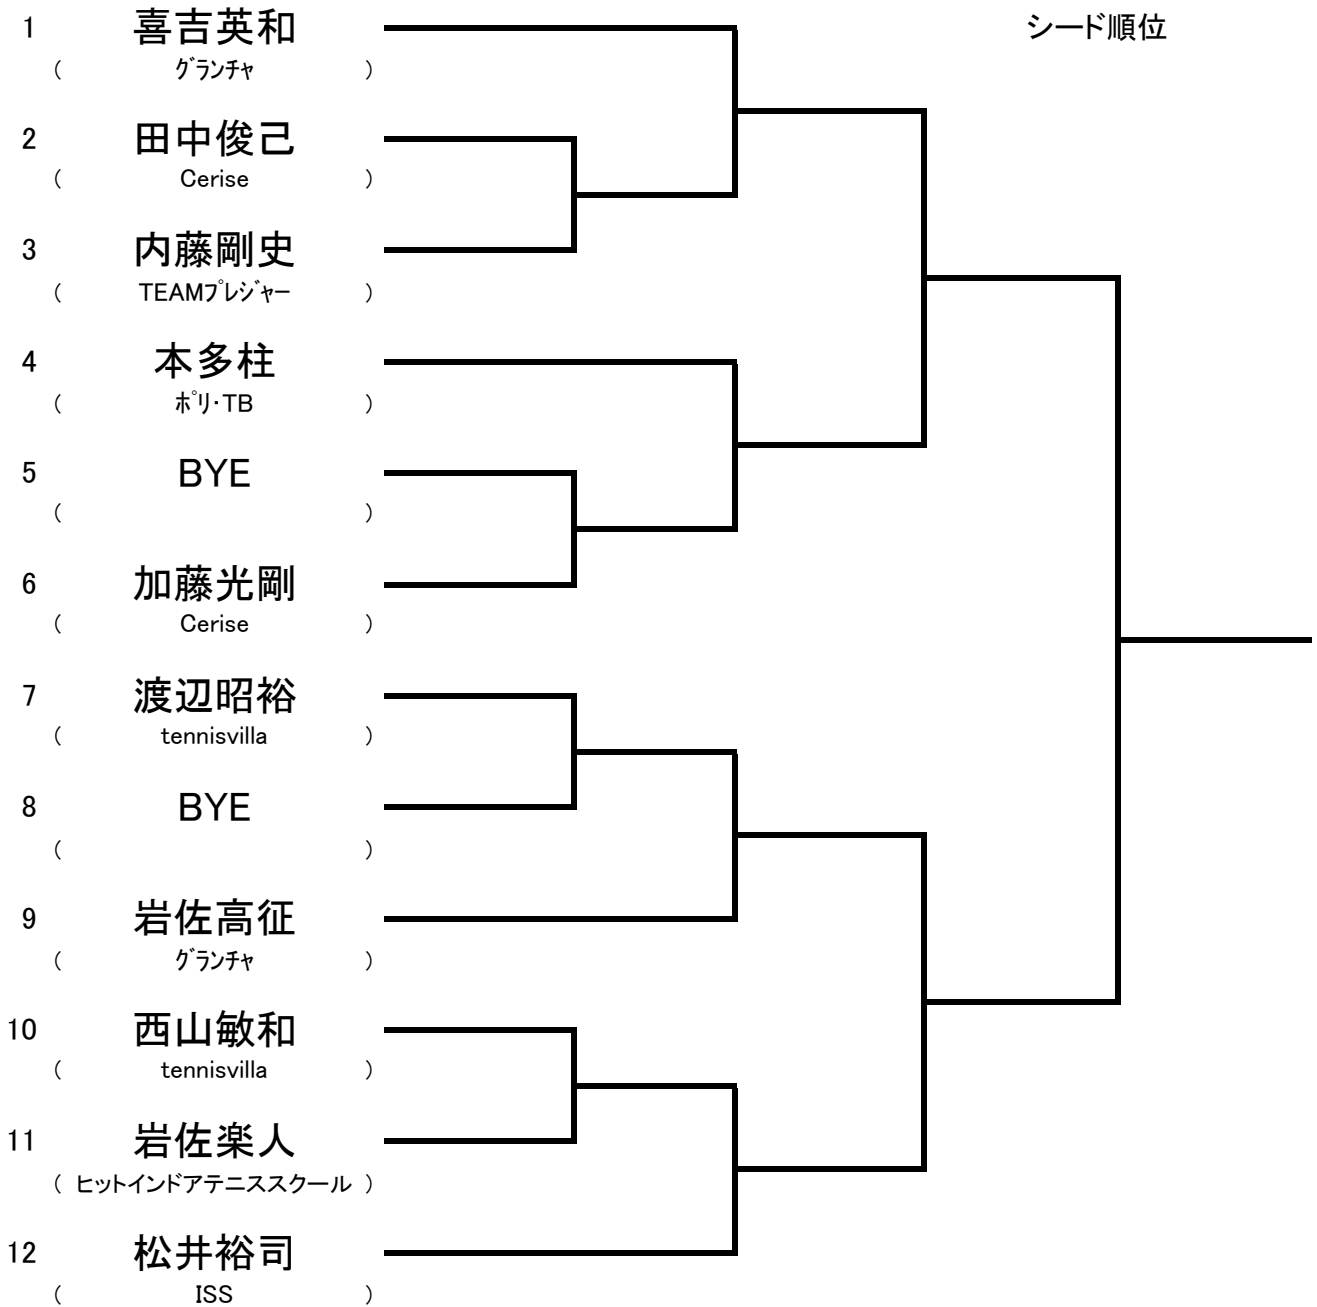 シード順位
1 喜吉英和
( グランチャ )
2 田中俊己
( Cerise )
3 内藤剛史
( TEAMプレジャー )
4 本多柱
( ポリ・TB )
5 BYE
( )
6 加藤光剛
( Cerise )
7 渡辺昭裕
( tennisvilla )
8 BYE
( )
9 岩佐高征
( グランチャ )
10 西山敏和
( tennisvilla )
11 岩佐楽人
( ヒットインドアテニススクール )
12 松井裕司
( ISS )